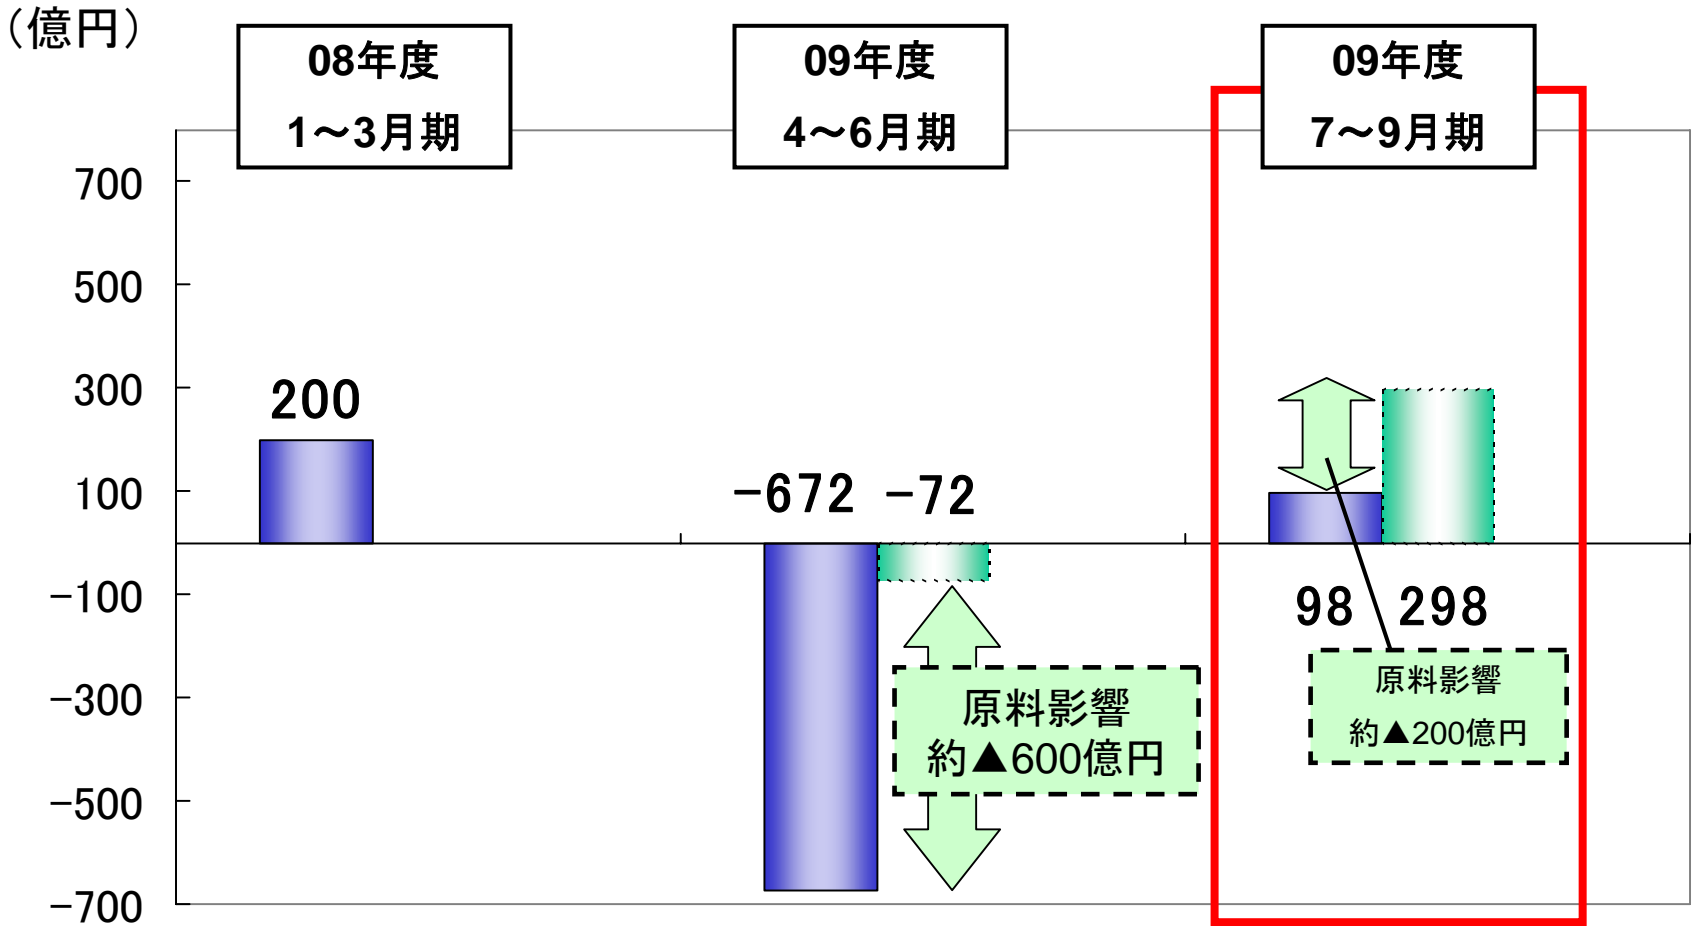 （億円）
08年度
1～3月期
09年度
4～6月期
09年度
7～9月期
700
500
300
100
-100
-300
-500
-700
200
-672
-72
98
298
原料影響
約▲600億円
原料影響
約▲200億円